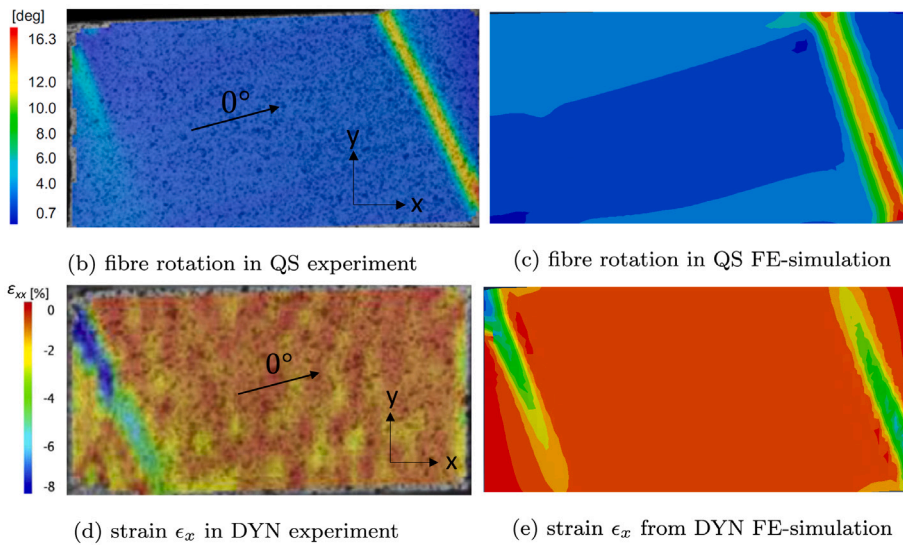 [deg]
16.3
12.0
10.0
8.0
6.0
4.0
0.7
0°
y
x
(b) fibre rotation in QS experiment
(c) fibre rotation in QS FE-simulation
εxx [%]
0
-2
-4
-6
-8
0°
y
x
(d) strain ϵx in DYN experiment
(e) strain ϵx from DYN FE-simulation